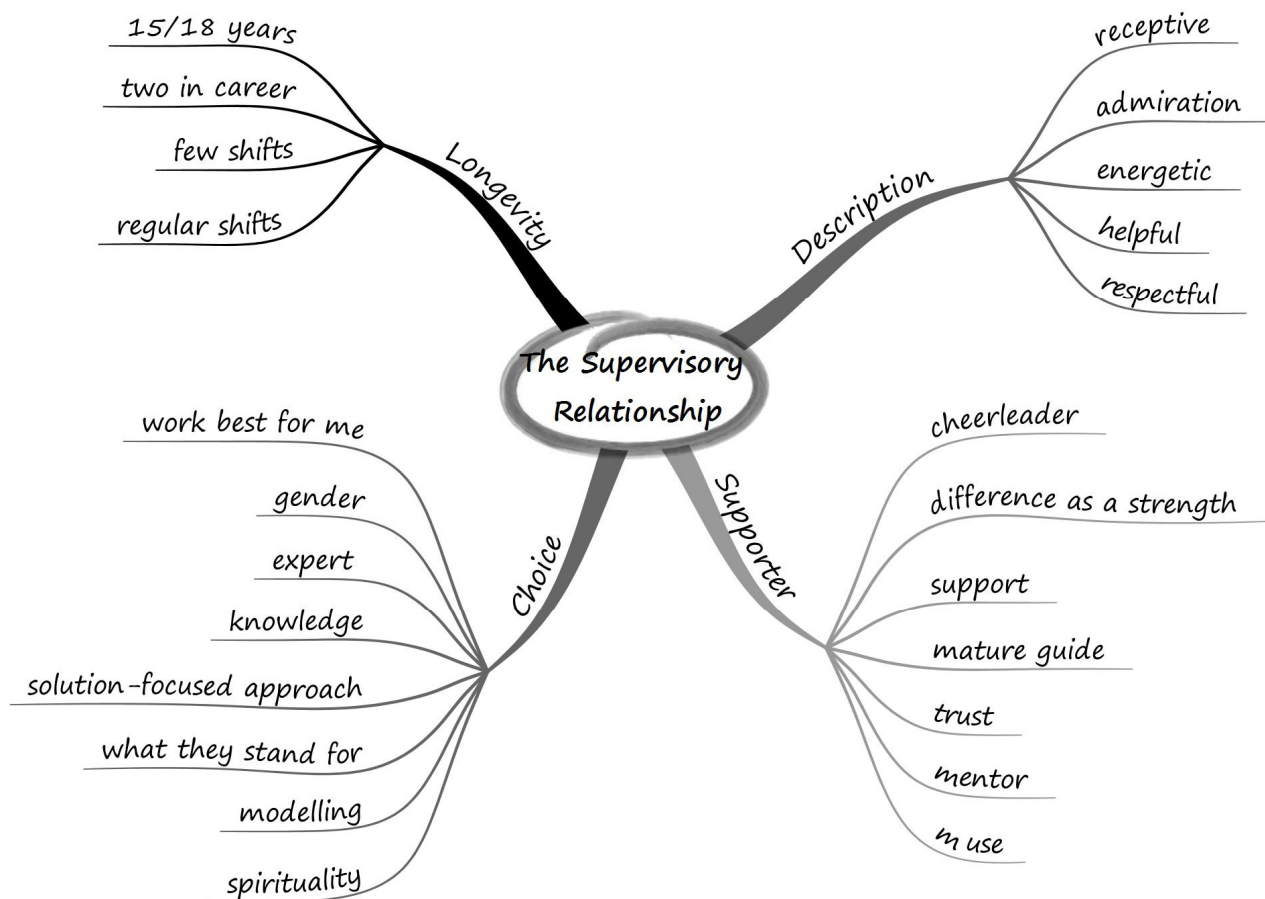 The Supervisory
Relationship
Longevity
15/18 years
two in career
few shifts
regular shifts
Description
receptive
admiration
energetic
helpful
respectful
Choice
work best for me
gender
expert
knowledge
solution-focused approach
what they stand for
modelling
spirituality
Supporter
cheerleader
difference as a strength
support
mature guide
trust
mentor
muse